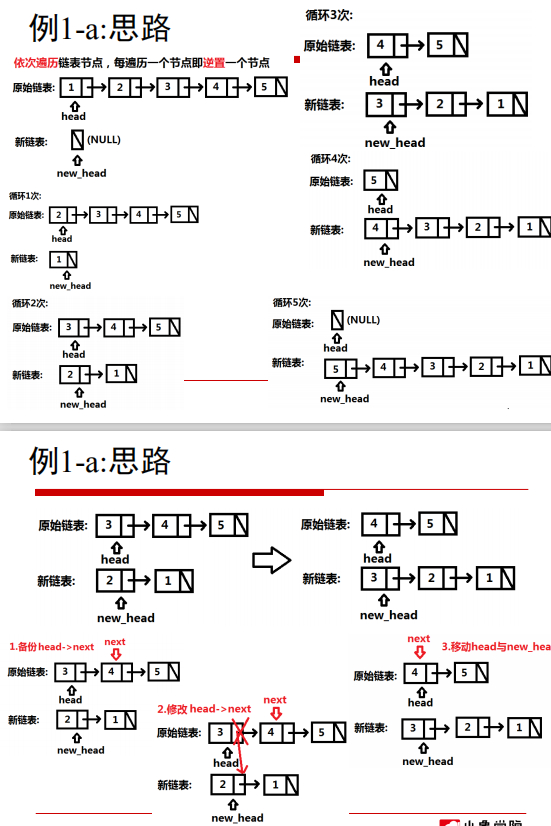 例1-a:思路
依次遍历链表节点，每遍历一个节点即逆置一个节点
原始链表: 1 2 3 4 5
head
新链表: (NULL)
new_head
循环1次:
原始链表: 2 3 4 5
head
新链表: 1
new_head
循环2次:
原始链表: 3 4 5
head
新链表: 2 1
new_head
循环3次:
原始链表: 4 5
head
新链表: 3 2 1
new_head
循环4次:
原始链表: 5
head
新链表: 4 3 2 1
new_head
循环5次:
原始链表: (NULL)
head
新链表: 5 4 3 2 1
new_head
例1-a:思路
原始链表: 3 4 5
head
新链表: 2 1
new_head
原始链表: 4 5
head
新链表: 3 2 1
new_head
1.备份head->next
next
原始链表: 3 4 5
head
新链表: 2 1
new_head
2.修改 head->next
next
原始链表: 3 4 5
head
新链表: 2 1
new_head
next
3.移动head与new_hea
原始链表: 4 5
head
新链表: 3 2 1
new_head